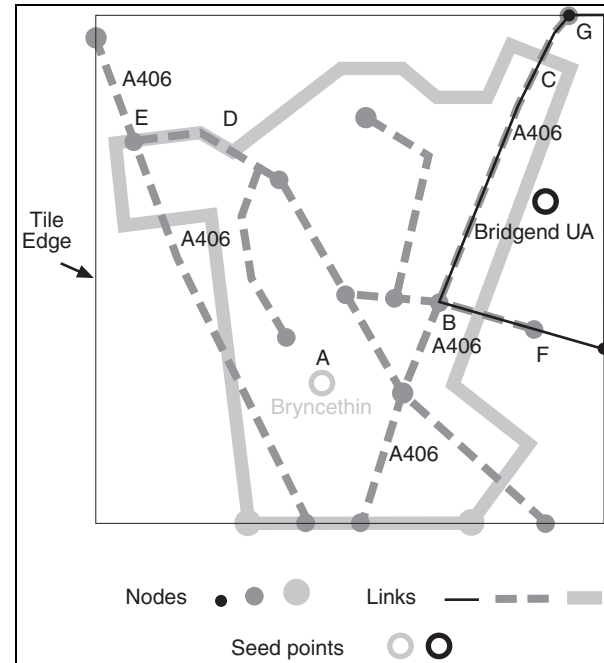 G
A406
C
E
D
A406
A406
Bridgend UA
Tile
Edge
B
A406
F
A
Bryncethin
A406
Nodes
Links
Seed points